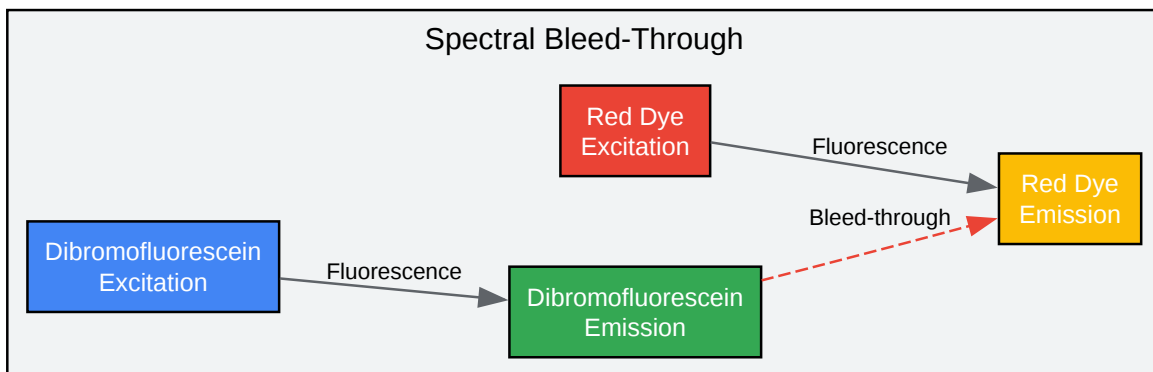 Spectral Bleed-Through
Red Dye
Excitation
Fluorescence
Red Dye
Emission
Bleed-through
Dibromofluorescein
Excitation
Fluorescence
Dibromofluorescein
Emission